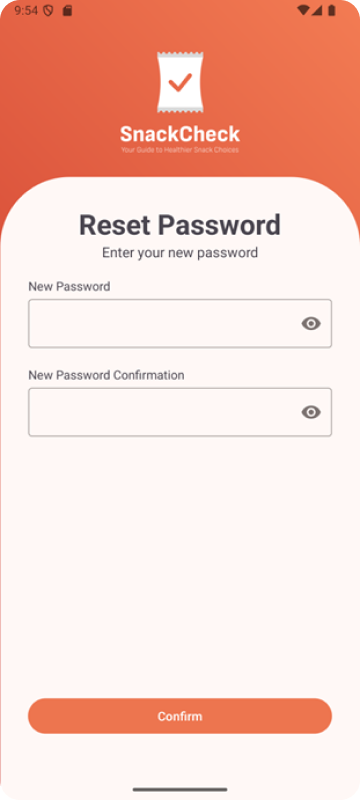 9:54
SnackCheck
Your Guide to Healthier Snack Choices
Reset Password
Enter your new password
New Password
New Password Confirmation
Confirm